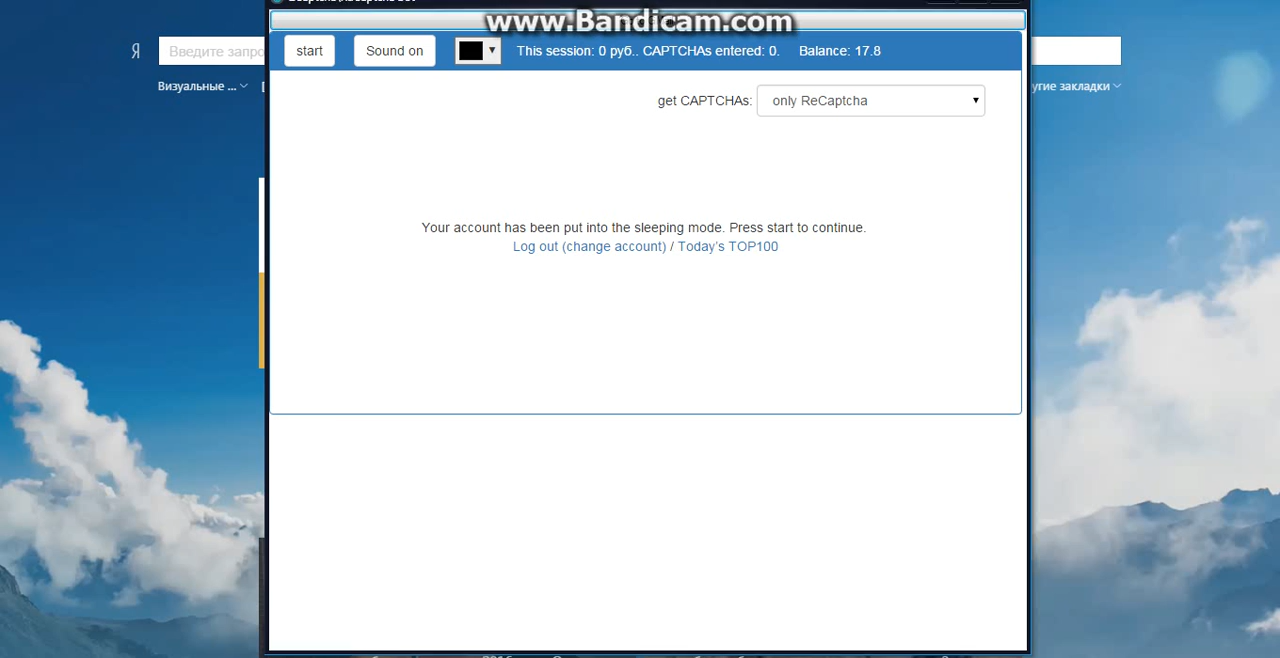 www.Bandicam.com
start
Sound on
This session: 0 руб.. CAPTCHAs entered: 0.
Balance: 17.8
Я
Введите запро
Визуальные ...
угие закладки
get CAPTCHAs:
only ReCaptcha
Your account has been put into the sleeping mode. Press start to continue.
Log out (change account) / Today's TOP100